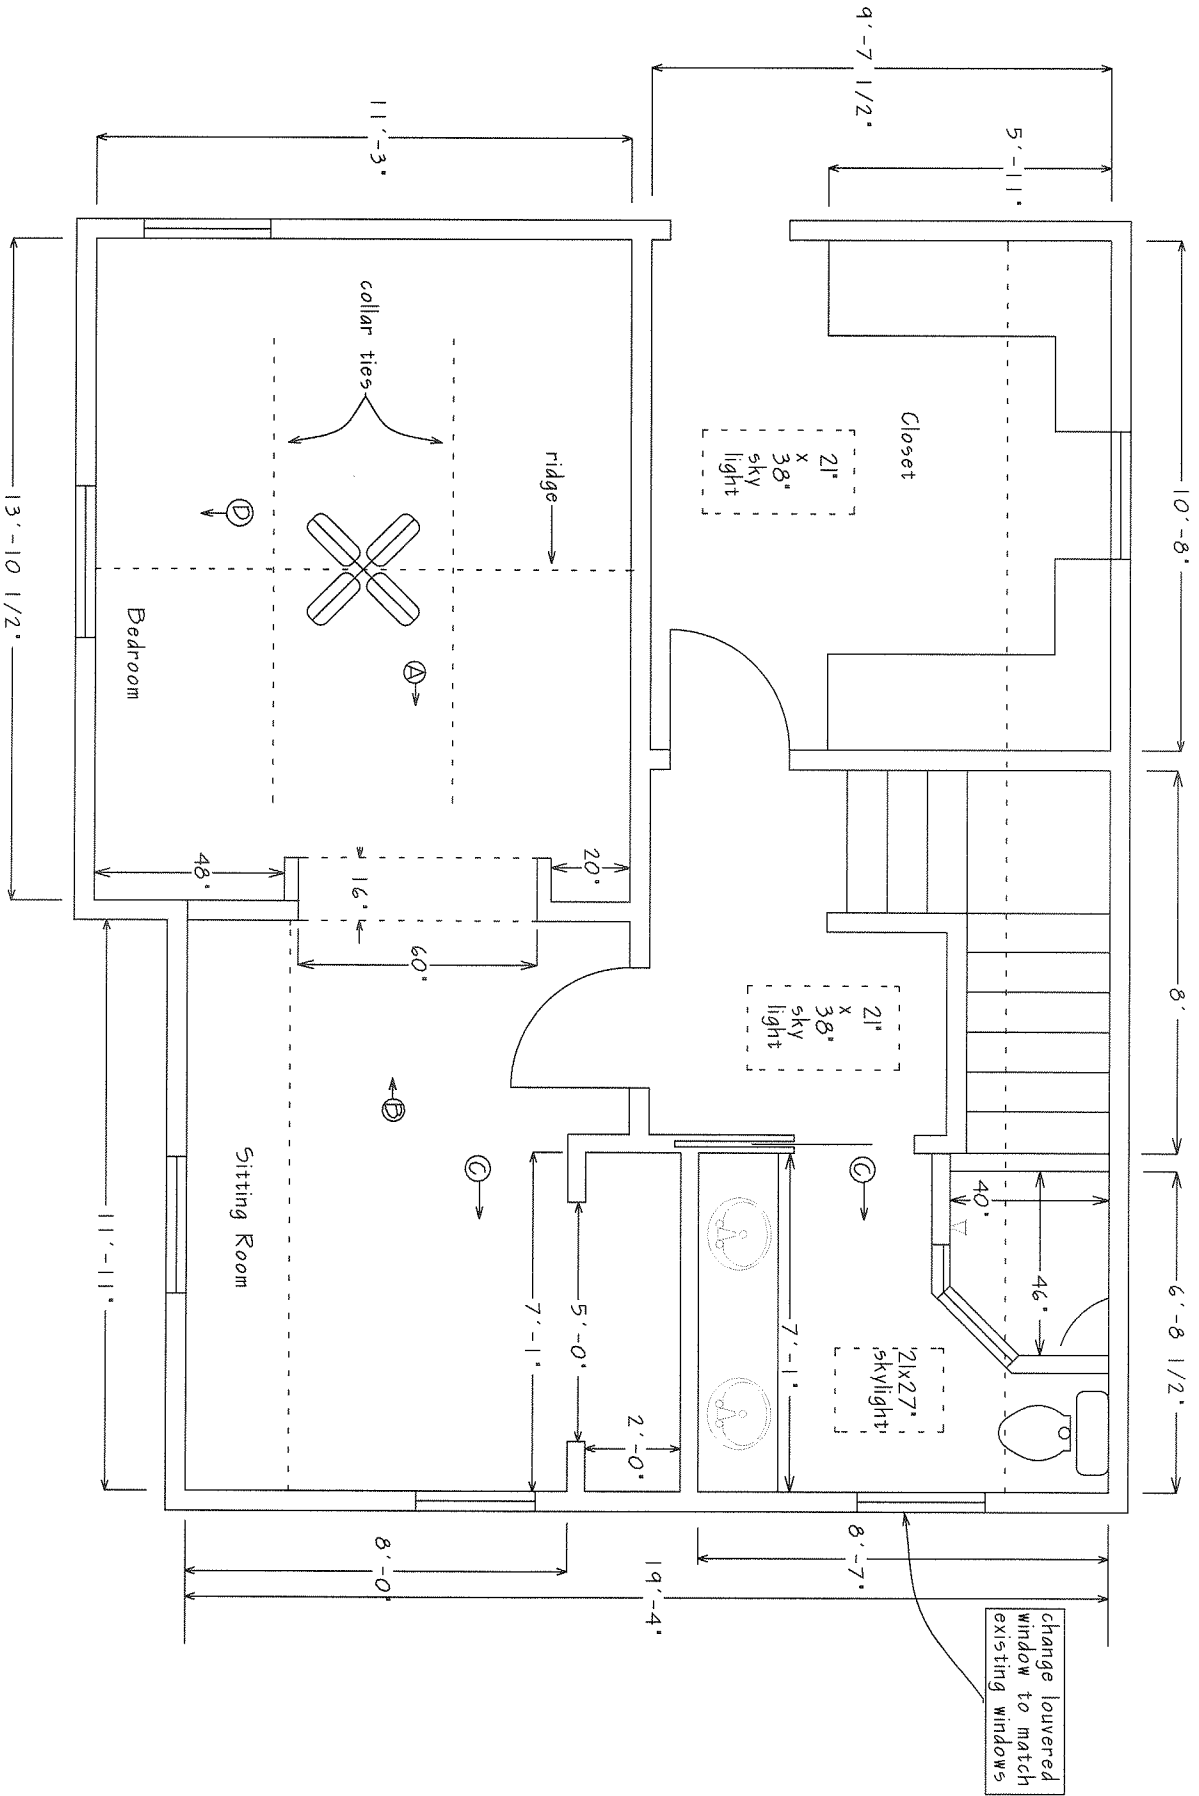 change louvered
window to match
existing windows
10'-8"
8'
6'-8 1/2"
9'-7 1/2"
5'-11"
11'-3"
Closet
21"
x
38"
sky
light
21"
x
38"
sky
light
40"
46"
C
21x27"
skylight
7'-1"
8'-7"
19'-4"
8'-0"
collar ties
ridge
D
A
Bedroom
20"
16"
48"
60"
B
C
5'-0"
7'-1"
2'-0"
Sitting Room
13'-10 1/2"
11'-11"